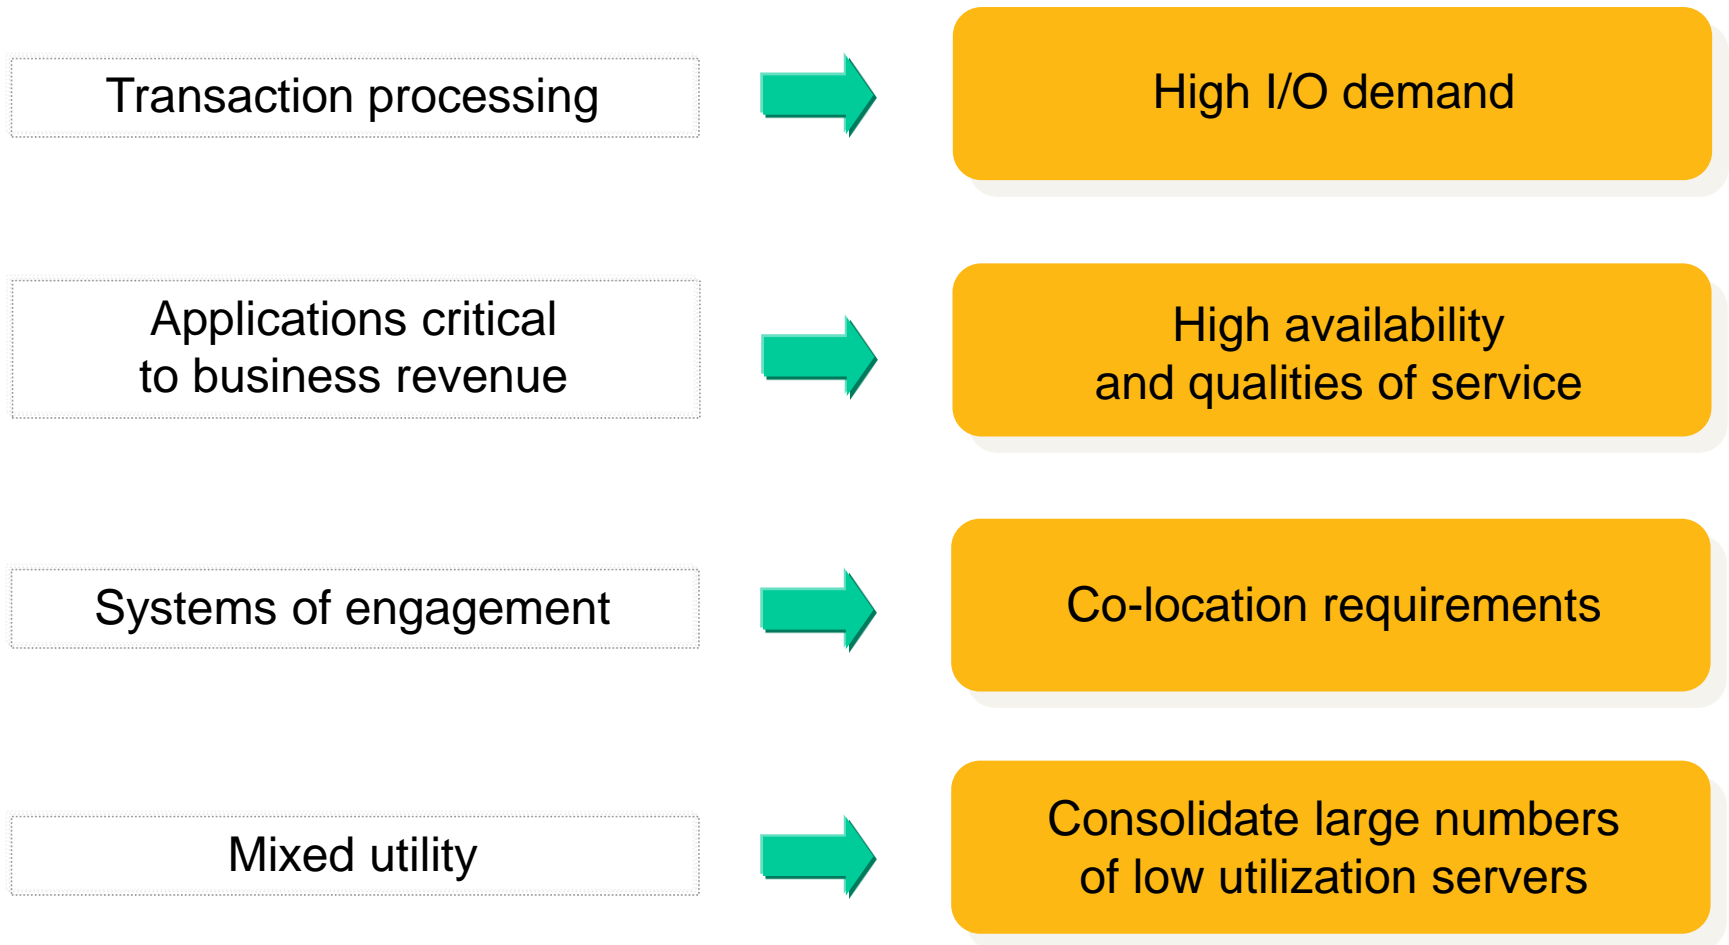 Transaction processing
High I/O demand
Applications critical
to business revenue
High availability
and qualities of service
Systems of engagement
Co-location requirements
Mixed utility
Consolidate large numbers
of low utilization servers